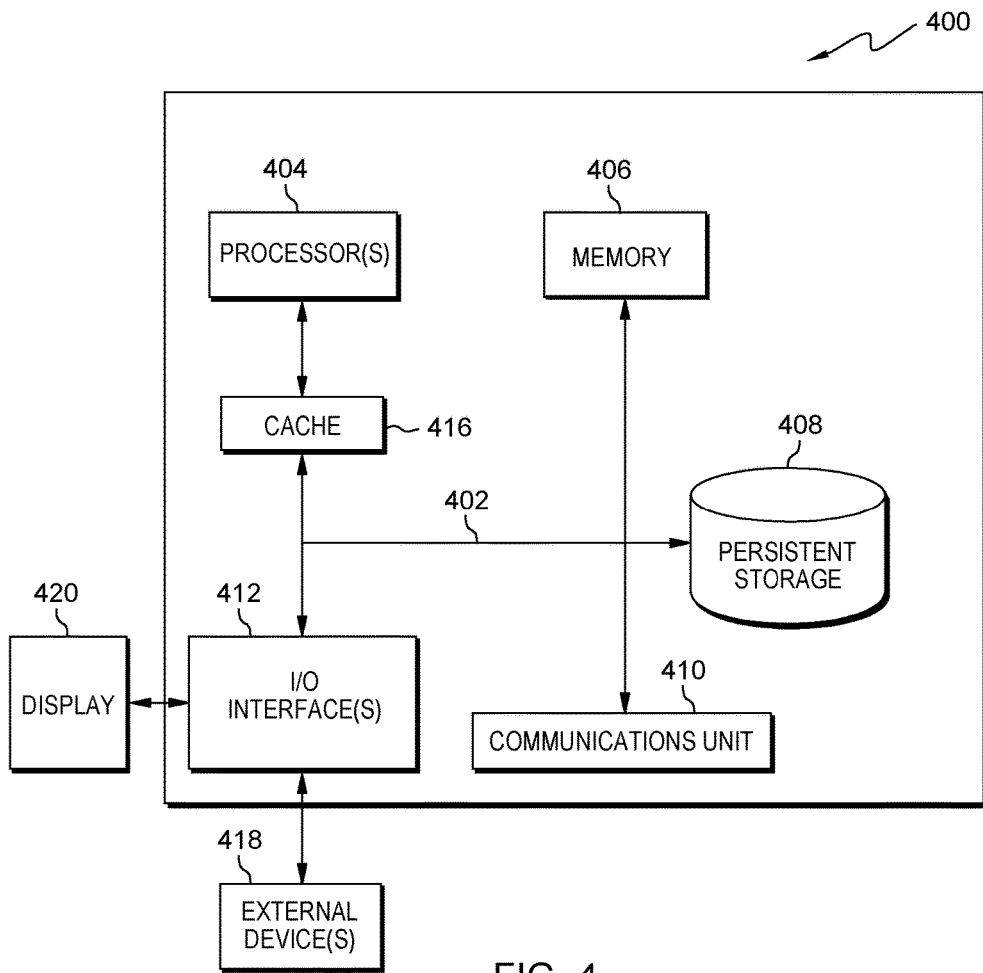 400
404
406
PROCESSOR(S)
MEMORY
CACHE
416
408
402
PERSISTENT
STORAGE
420
412
410
DISPLAY
I/O
INTERFACE(S)
COMMUNICATIONS UNIT
418
EXTERNAL
DEVICE(S)
FIG. 4